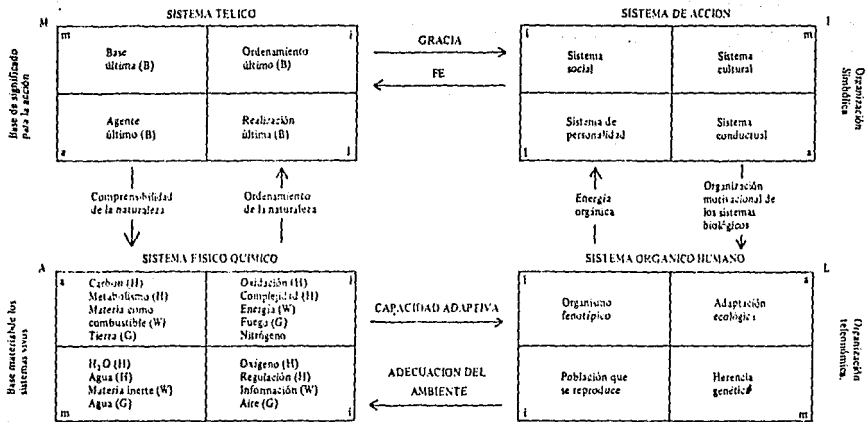 SISTEMA TELICO
SISTEMA DE ACCION
M
I
m
i
Base
última (B)
Ordenamiento
último (B)
Agente
último (B)
Realización
última (B)
a
l
Base de significado
para la acción
GRACIA
FE
i
m
Sistema
social
Sistema
cultural
Sistema de
personalidad
Sistema
conductual
l
a
Organización
Simbólica
Comprensibilidad
de la naturaleza
Ordenamiento
de la naturaleza
Energía
orgánica
Organización
motivacional de
los sistemas
biológicos
SISTEMA FISICO QUIMICO
SISTEMA ORGANICO HUMANO
A
L
a
l
Carbon (H)
Metabolismo (H)
Materia como
combustible (W)
Tierra (G)
Oxidación (H)
Complejidad (H)
Energía (W)
Fuego (G)
Nitrógeno
H₂O (H)
Agua (H)
Materia inerte (W)
Agua (G)
Oxígeno (H)
Regulación (H)
Información (W)
Aire (G)
m
i
Base material de los
sistemas vivos
CAPACIDAD ADAPTIVA
ADECUACION DEL
AMBIENTE
a
Organismo
fenotípico
Adaptación
ecológica
Población que
se reproduce
Herencia
genética
i
m
Organización
teleonómica.